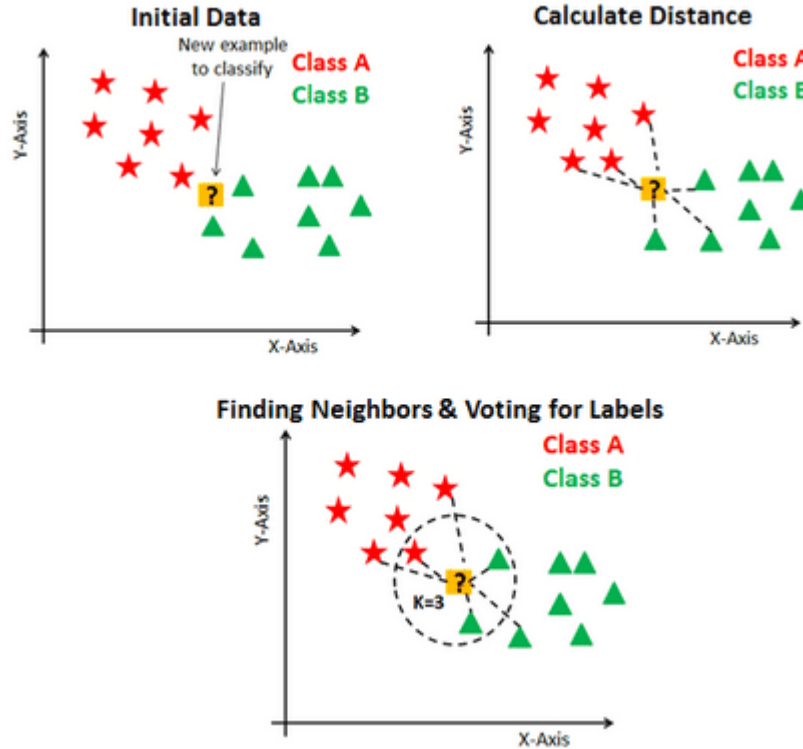 Initial Data
New example
to classify
Class A
Class B
Y-Axis
?
X-Axis
Calculate Distance
Class A
Class B
Y-Axis
?
X-Axis
Finding Neighbors & Voting for Labels
Class A
Class B
Y-Axis
?
K=3
X-Axis